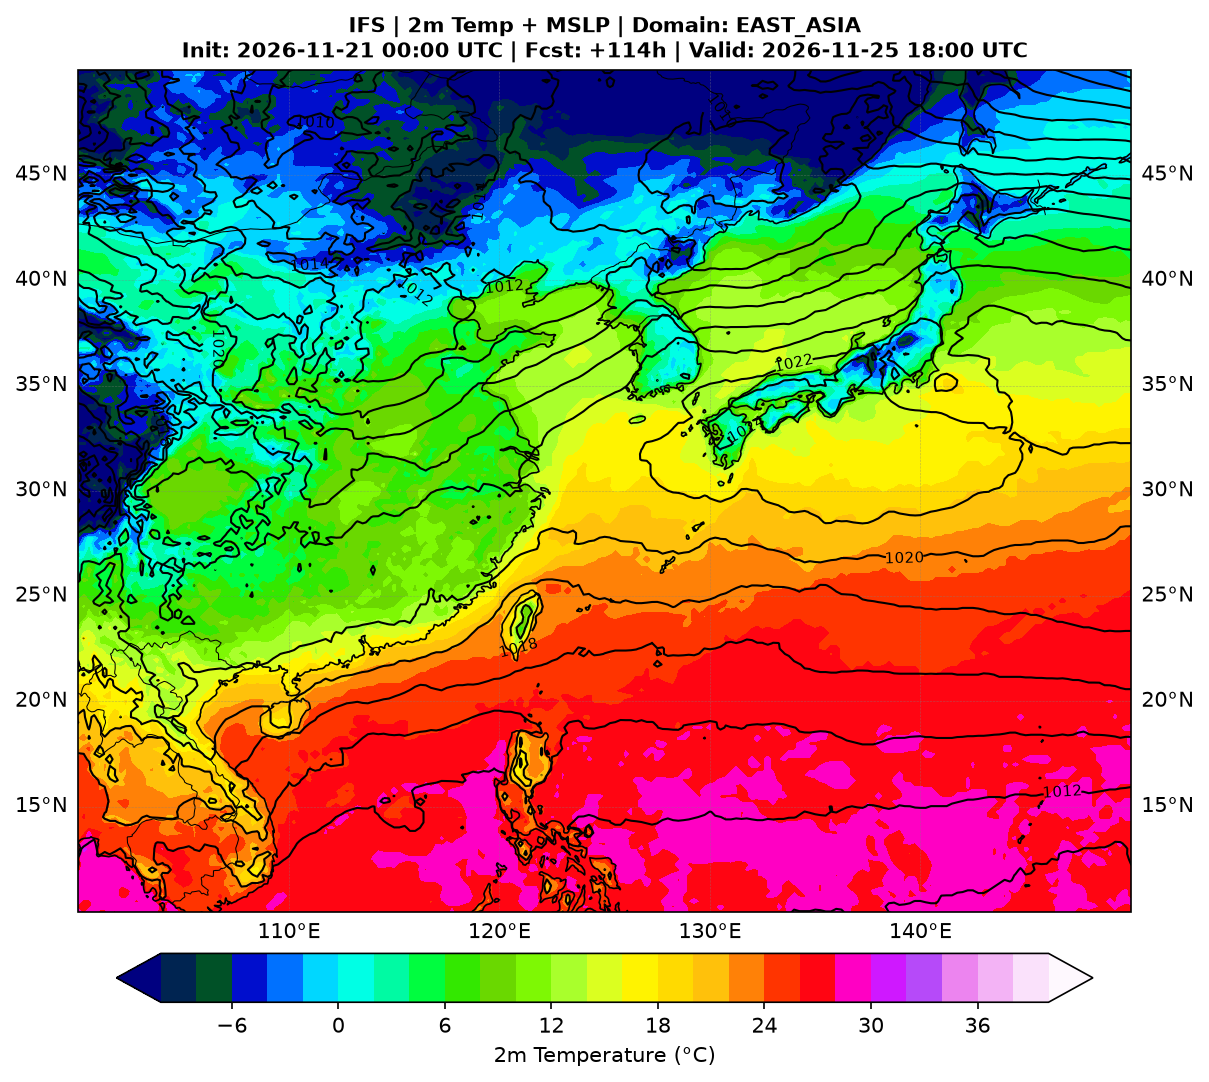 IFS | 2m Temp + MSLP | Domain: EAST_ASIA
Init: 2026-11-21 00:00 UTC | Fcst: +114h | Valid: 2026-11-25 18:00 UTC
1010
45°N
45°N
1014
1012
1012
40°N
40°N
1020
1022
35°N
35°N
1024
30°N
30°N
1020
25°N
25°N
1018
20°N
20°N
1012
15°N
15°N
110°E
120°E
130°E
140°E
−6
0
6
12
18
24
30
36
2m Temperature (°C)